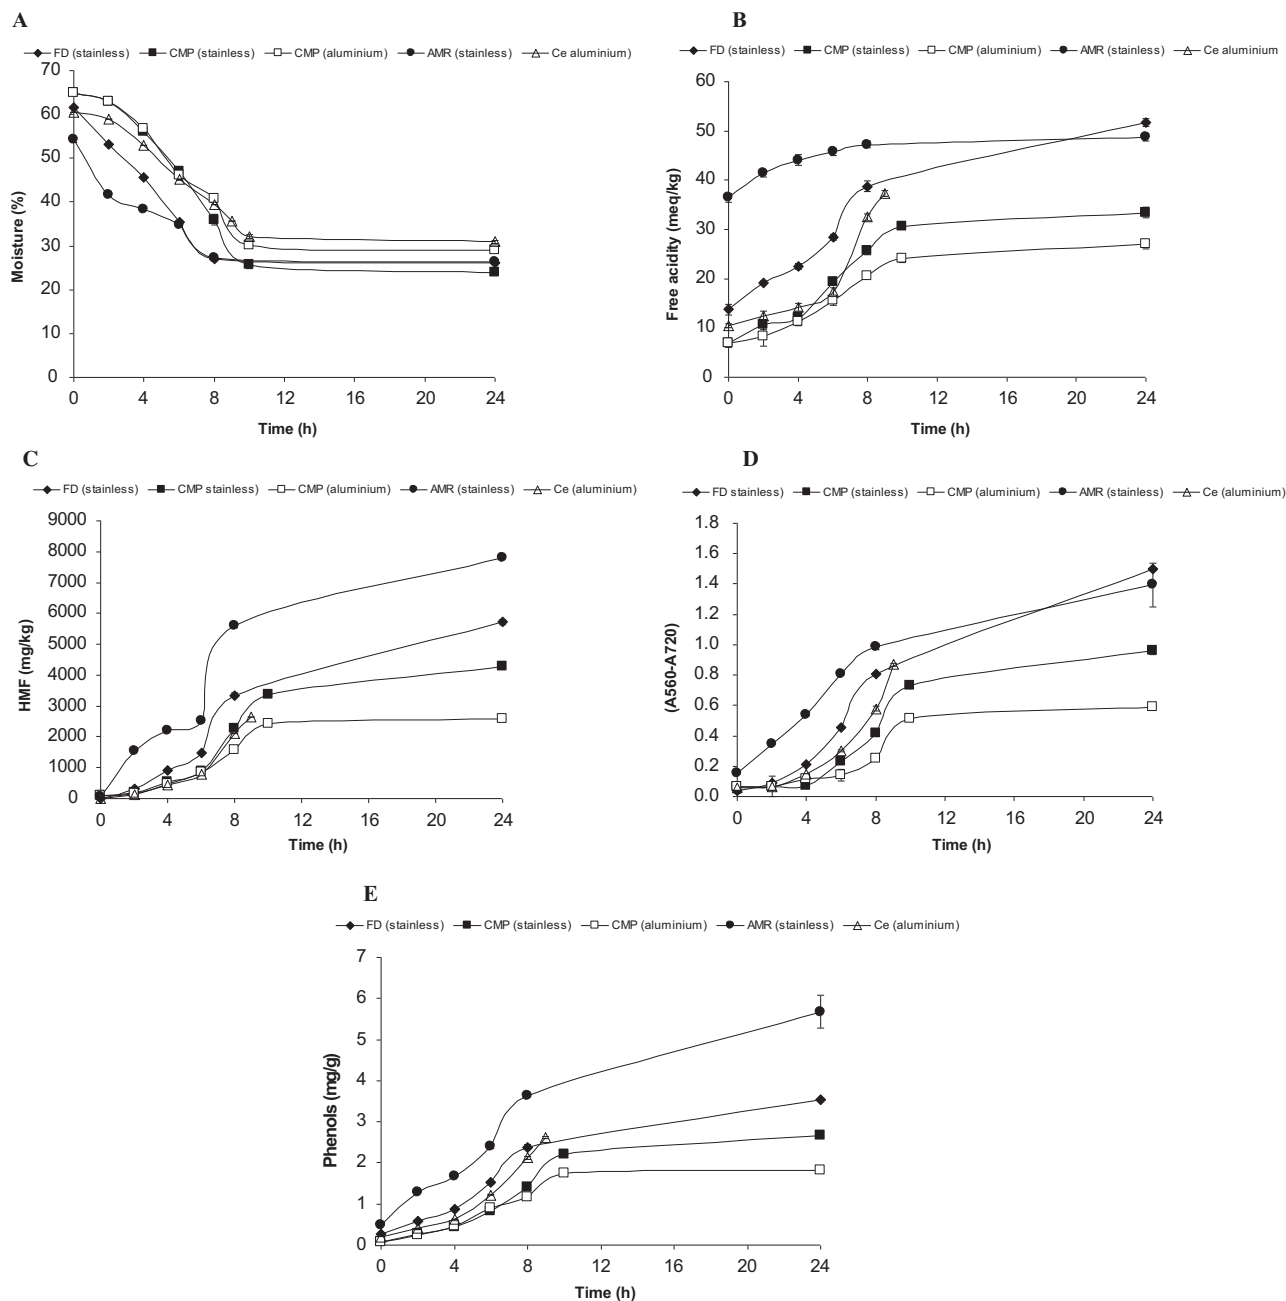 A
FD (stainless) CMP (stainless) CMP (aluminium) AMR (stainless) Ce aluminium)
70
60
50
40
30
20
10
0
Moisture (%)
0 4 8 12 16 20 24
Time (h)
B
FD (stainless) CMP (stainless) CMP (aluminium) AMR (stainless) Ce aluminium
60
50
40
30
20
10
0
Free acidity (meq/kg)
0 4 8 12 16 20 24
Time (h)
C
FD (stainless) CMP stainless) CMP (aluminium) AMR (stainless) Ce (aluminium)
9000
8000
7000
6000
5000
4000
3000
2000
1000
0
HMF (mg/kg)
0 4 8 12 16 20 24
Time (h)
D
FD stainless) CMP (stainless) CMP (aluminium) AMR (stainless) Ce (aluminium)
1.8
1.6
1.4
1.2
1.0
0.8
0.6
0.4
0.2
0.0
(A560-A720)
0 4 8 12 16 20 24
Time (h)
E
FD (stainless) CMP (stainless) CMP (aluminium) AMR (stainless) Ce (aluminium)
7
6
5
4
3
2
1
0
Phenols (mg/g)
0 4 8 12 16 20 24
Time (h)